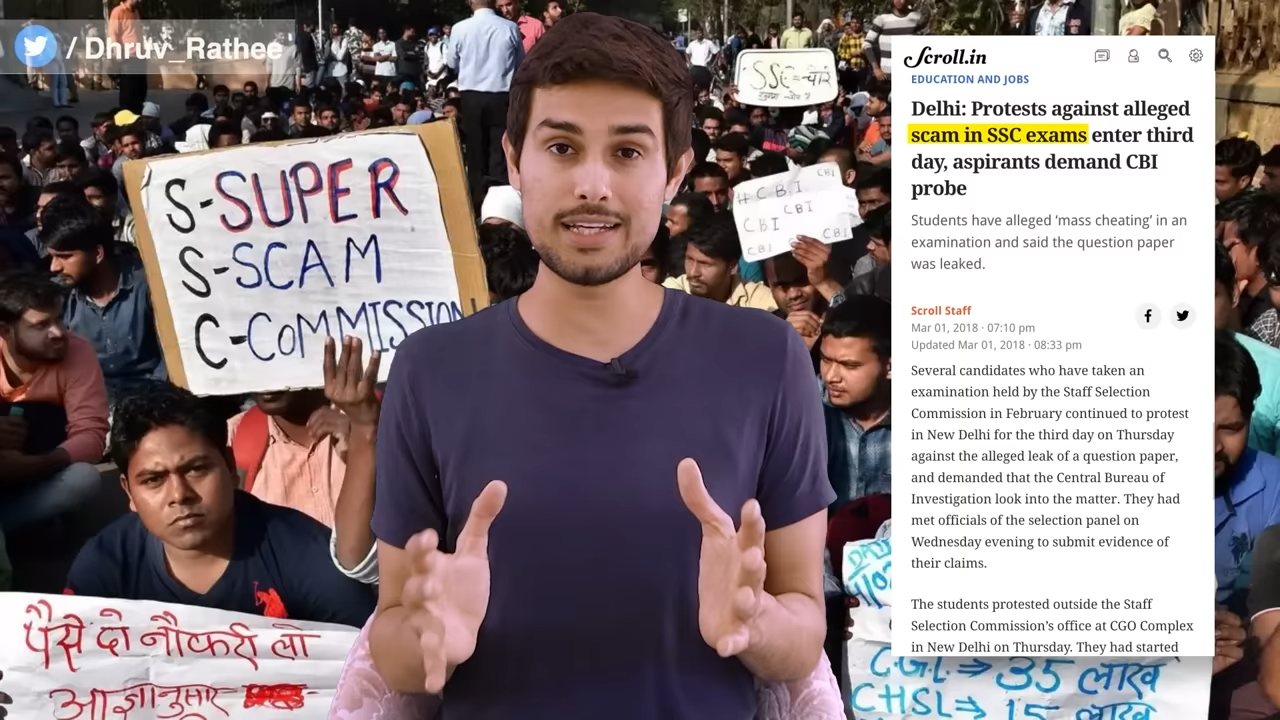 / Dhruv_Rathee
S-SUPER
S-SCAM
C-COMMISSION
पैसे दो नौकरी लो
आज्ञानुसार
SSC = चोर
# C B I
CBI
CBI
CBI
CBI
CBI
Scroll.in
EDUCATION AND JOBS
Delhi: Protests against alleged
scam in SSC exams enter third
day, aspirants demand CBI
probe
Students have alleged ‘mass cheating’ in an
examination and said the question paper
was leaked.
Scroll Staff
Mar 01, 2018 · 07:10 pm
Updated Mar 01, 2018 · 08:33 pm
Several candidates who have taken an
examination held by the Staff Selection
Commission in February continued to protest
in New Delhi for the third day on Thursday
against the alleged leak of a question paper,
and demanded that the Central Bureau of
Investigation look into the matter. They had
met officials of the selection panel on
Wednesday evening to submit evidence of
their claims.
The students protested outside the Staff
Selection Commission’s office at CGO Complex
in New Delhi on Thursday. They had started
CGL ⇒ 35 लाख
CHSL ⇒ 15 लाख